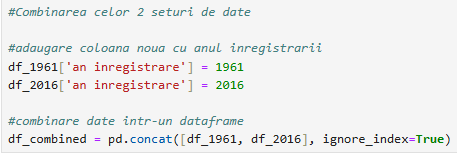 #Combinarea celor 2 seturi de date
#adaugare coloana noua cu anul inregistrarii
df_1961['an inregistrare'] = 1961
df_2016['an inregistrare'] = 2016
#combinare date intr-un dataframe
df_combined = pd.concat([df_1961, df_2016], ignore_index=True)